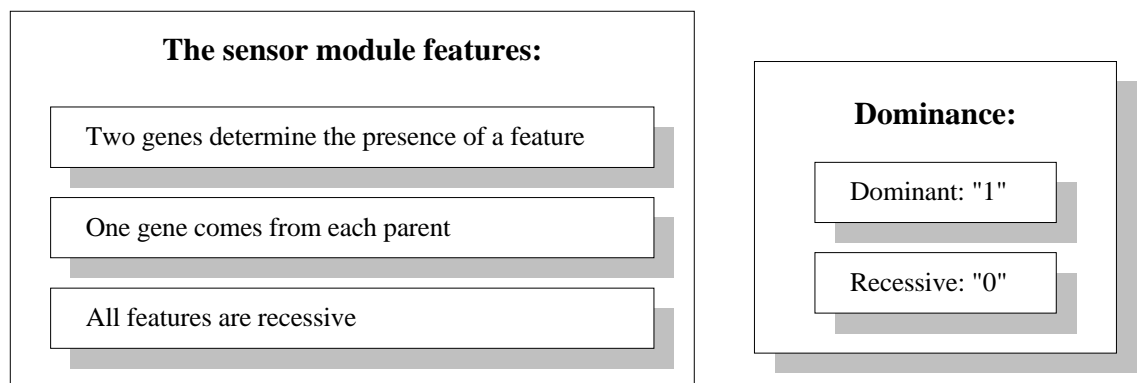 The sensor module features:
Two genes determine the presence of a feature
One gene comes from each parent
All features are recessive
Dominance:
Dominant: "1"
Recessive: "0"